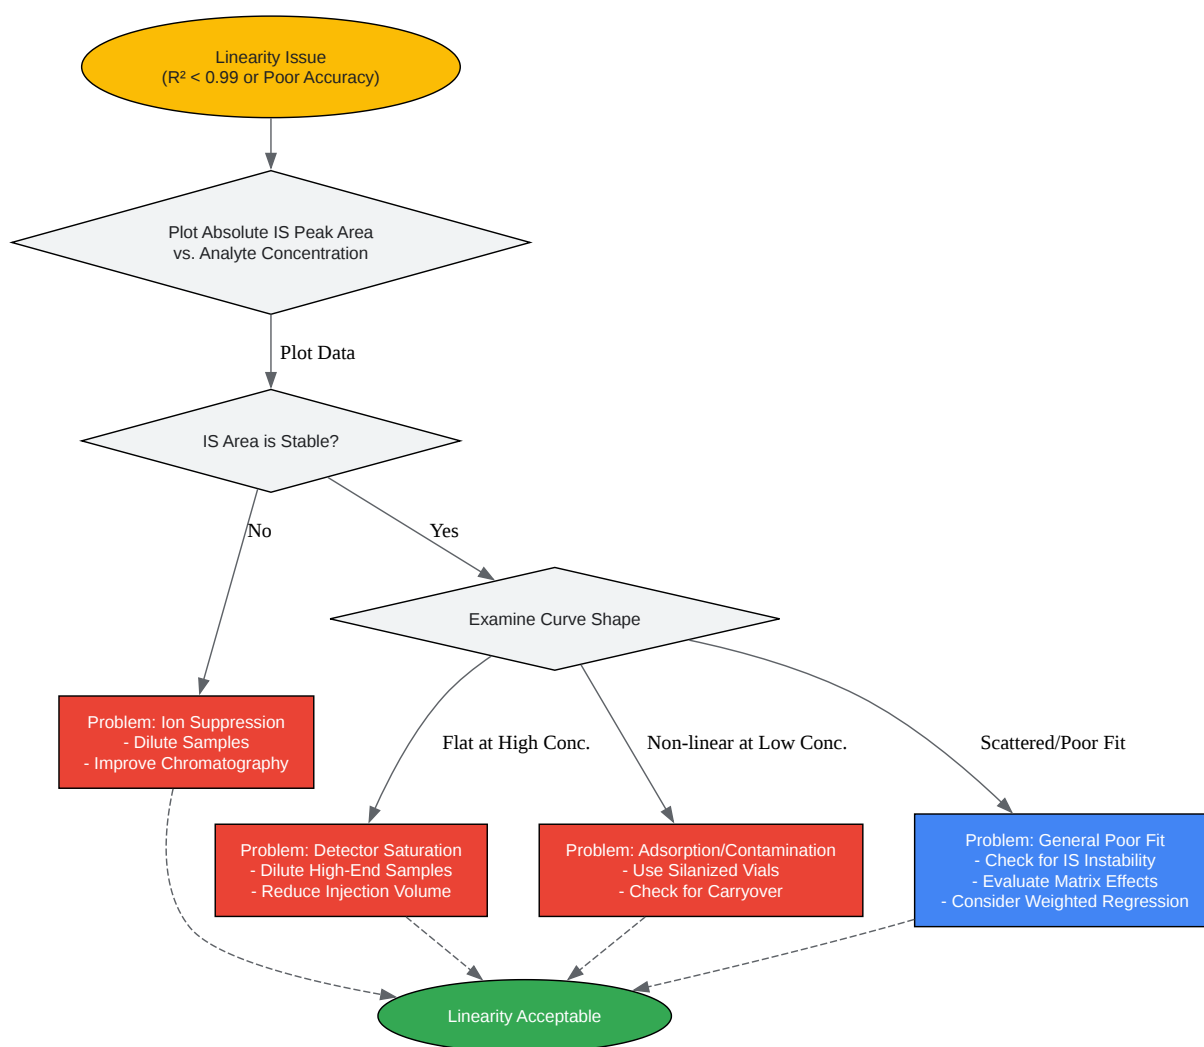 Linearity Issue
(R² < 0.99 or Poor Accuracy)
Plot Absolute IS Peak Area
vs. Analyte Concentration
Plot Data
IS Area is Stable?
No
Yes
Examine Curve Shape
Problem: Ion Suppression
- Dilute Samples
- Improve Chromatography
Flat at High Conc.
Non-linear at Low Conc.
Scattered/Poor Fit
Problem: Detector Saturation
- Dilute High-End Samples
- Reduce Injection Volume
Problem: Adsorption/Contamination
- Use Silanized Vials
- Check for Carryover
Problem: General Poor Fit
- Check for IS Instability
- Evaluate Matrix Effects
- Consider Weighted Regression
Linearity Acceptable